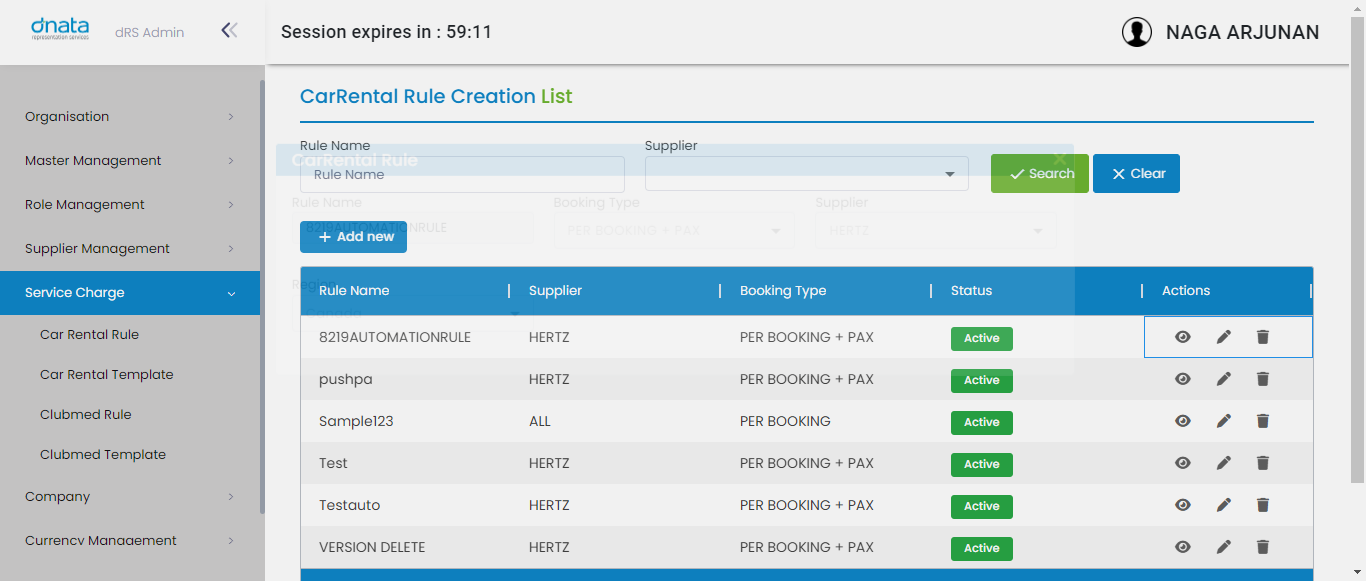 dnata
representation services
dRS Admin
Session expires in : 59:11
NAGA ARJUNAN
Organisation
Master Management
Role Management
Supplier Management
Service Charge
Car Rental Rule
Car Rental Template
Clubmed Rule
Clubmed Template
Company
Currency Management
CarRental Rule Creation List
Rule Name
Supplier
Rule Name
Search
Clear
Add new
CarRental Rule
Rule Name
Booking Type
Supplier
8219AUTOMATIONRULE
PER BOOKING + PAX
HERTZ
Region
Canada
Rule Name | Supplier | Booking Type | Status | Actions |
8219AUTOMATIONRULE HERTZ PER BOOKING + PAX Active
pushpa HERTZ PER BOOKING + PAX Active
Sample123 ALL PER BOOKING Active
Test HERTZ PER BOOKING + PAX Active
Testauto HERTZ PER BOOKING + PAX Active
VERSION DELETE HERTZ PER BOOKING + PAX Active